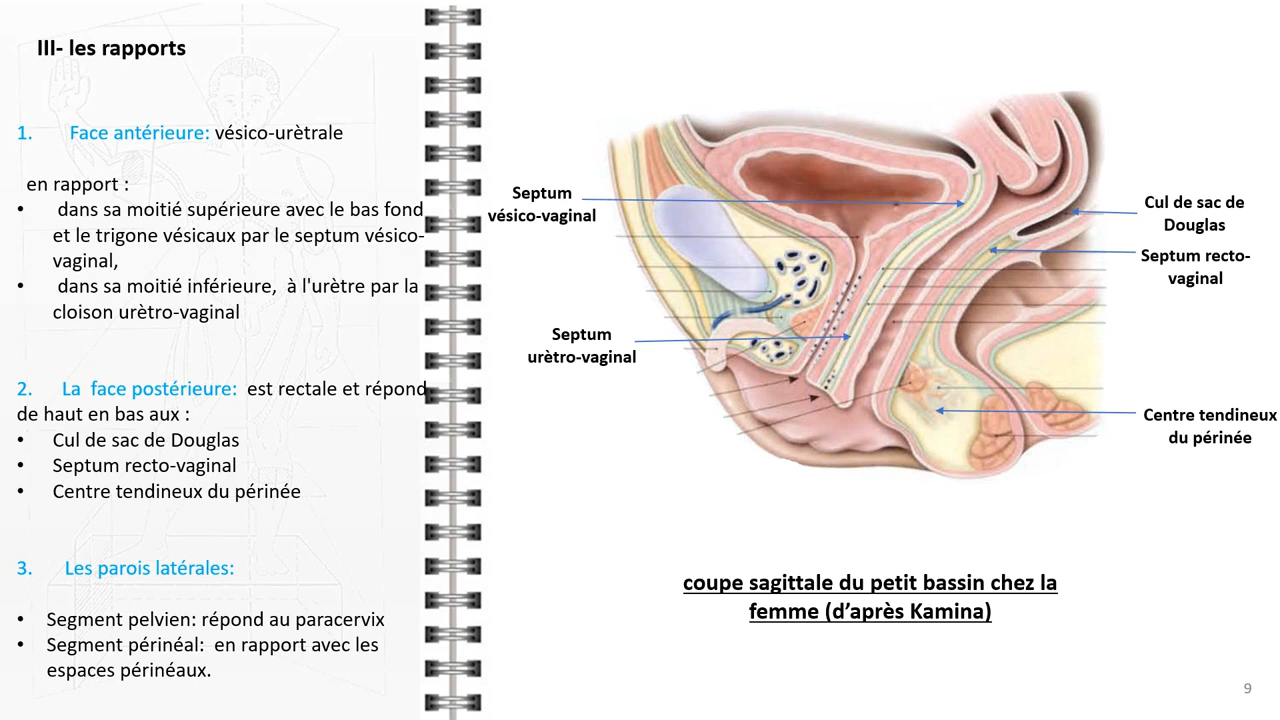 III- les rapports
1. Face antérieure: vésico-urètrale
en rapport :
• dans sa moitié supérieure avec le bas fond
et le trigone vésicaux par le septum vésico-
vaginal,
• dans sa moitié inférieure, à l'urètre par la
cloison urètro-vaginal
2. La face postérieure: est rectale et répond
de haut en bas aux :
• Cul de sac de Douglas
• Septum recto-vaginal
• Centre tendineux du périnée
3. Les parois latérales:
• Segment pelvien: répond au paracervix
• Segment périnéal: en rapport avec les
espaces périnéaux.
Septum
vésico-vaginal
Septum
urètro-vaginal
Cul de sac de
Douglas
Septum recto-
vaginal
Centre tendineux
du périnée
coupe sagittale du petit bassin chez la
femme (d’après Kamina)
9